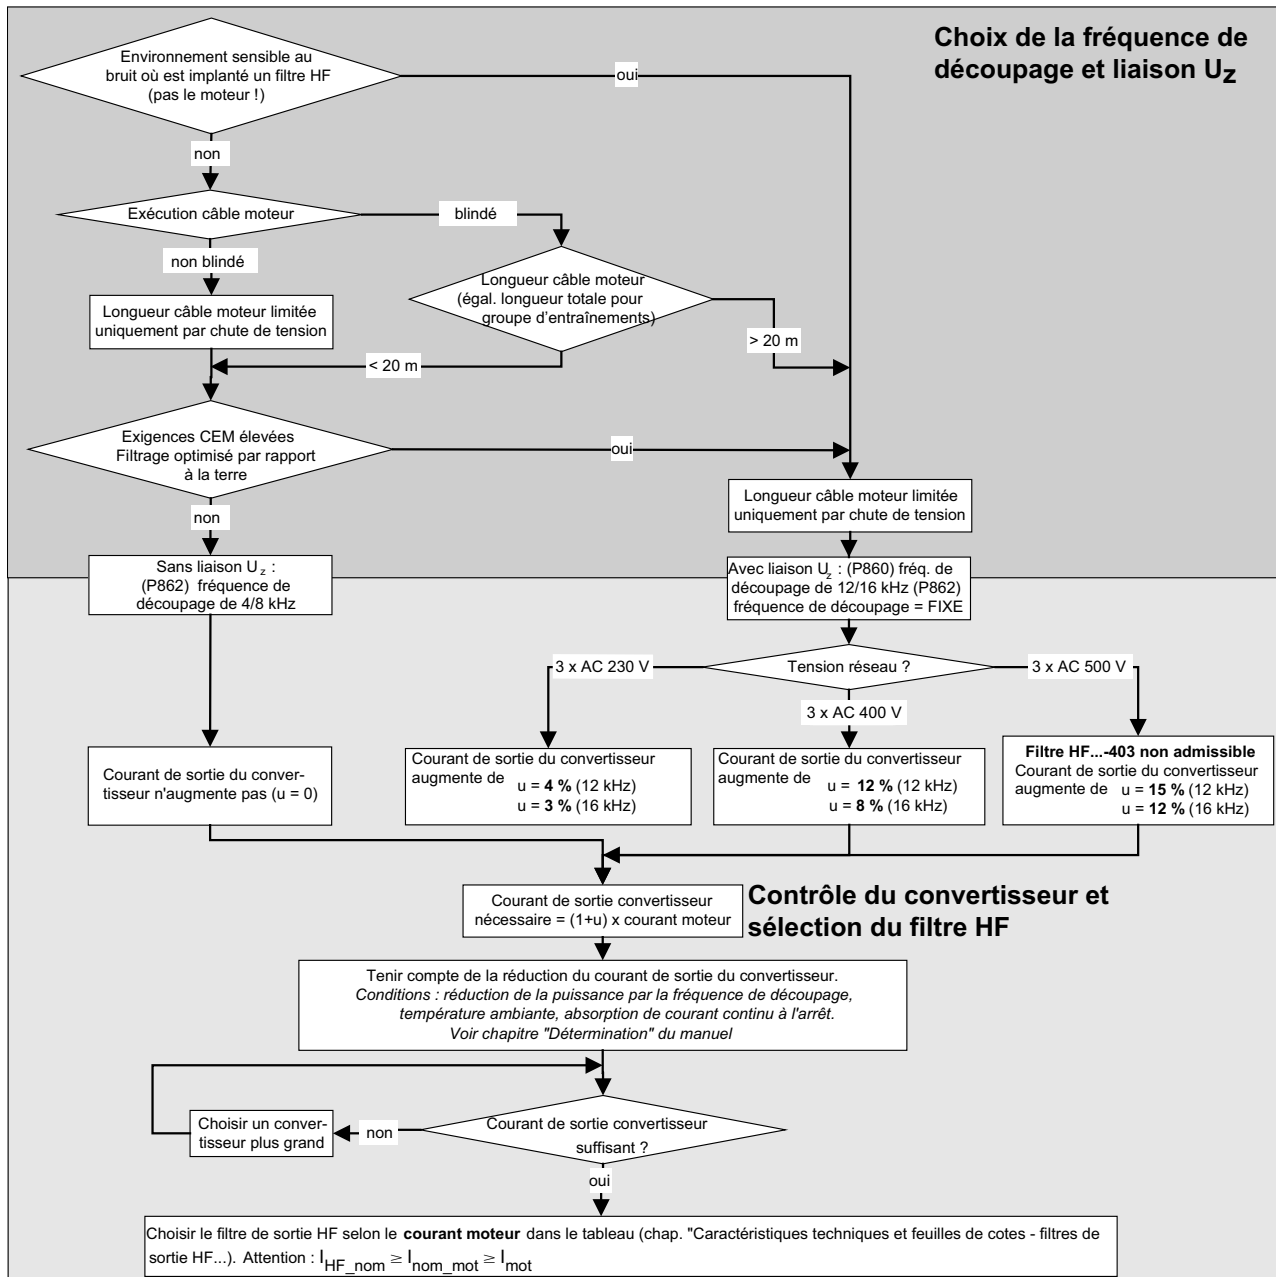 Choix de la fréquence de
découpage et liaison UZ
Environnement sensible au
bruit où est implanté un filtre HF
(pas le moteur !)
oui
non
Exécution câble moteur
blindé
non blindé
Longueur câble moteur
(égal. longueur totale pour
groupe d'entraînements)
Longueur câble moteur limitée
uniquement par chute de tension
> 20 m
< 20 m
Exigences CEM élevées
Filtrage optimisé par rapport
à la terre
oui
non
Longueur câble moteur limitée
uniquement par chute de tension
Sans liaison Uz :
(P862) fréquence de
découpage de 4/8 kHz
Avec liaison Uz : (P860) fréq. de
découpage de 12/16 kHz (P862)
fréquence de découpage = FIXE
3 x AC 230 V
Tension réseau ?
3 x AC 500 V
3 x AC 400 V
Courant de sortie du conver-
tisseur n'augmente pas (u = 0)
Courant de sortie du convertisseur
augmente de
u = 4 % (12 kHz)
u = 3 % (16 kHz)
Courant de sortie du convertisseur
augmente de
u = 12 % (12 kHz)
u = 8 % (16 kHz)
Filtre HF...-403 non admissible
Courant de sortie du convertisseur
augmente de u = 15 % (12 kHz)
u = 12 % (16 kHz)
Contrôle du convertisseur et
sélection du filtre HF
Courant de sortie convertisseur
nécessaire = (1+u) x courant moteur
Tenir compte de la réduction du courant de sortie du convertisseur.
Conditions : réduction de la puissance par la fréquence de découpage,
température ambiante, absorption de courant continu à l'arrêt.
Voir chapitre "Détermination" du manuel
Choisir un conver-
tisseur plus grand
non
Courant de sortie convertisseur
suffisant ?
oui
Choisir le filtre de sortie HF selon le courant moteur dans le tableau (chap. "Caractéristiques techniques et feuilles de cotes - filtres de
sortie HF...). Attention : IHF_nom ≥ Inom_mot ≥ Imot